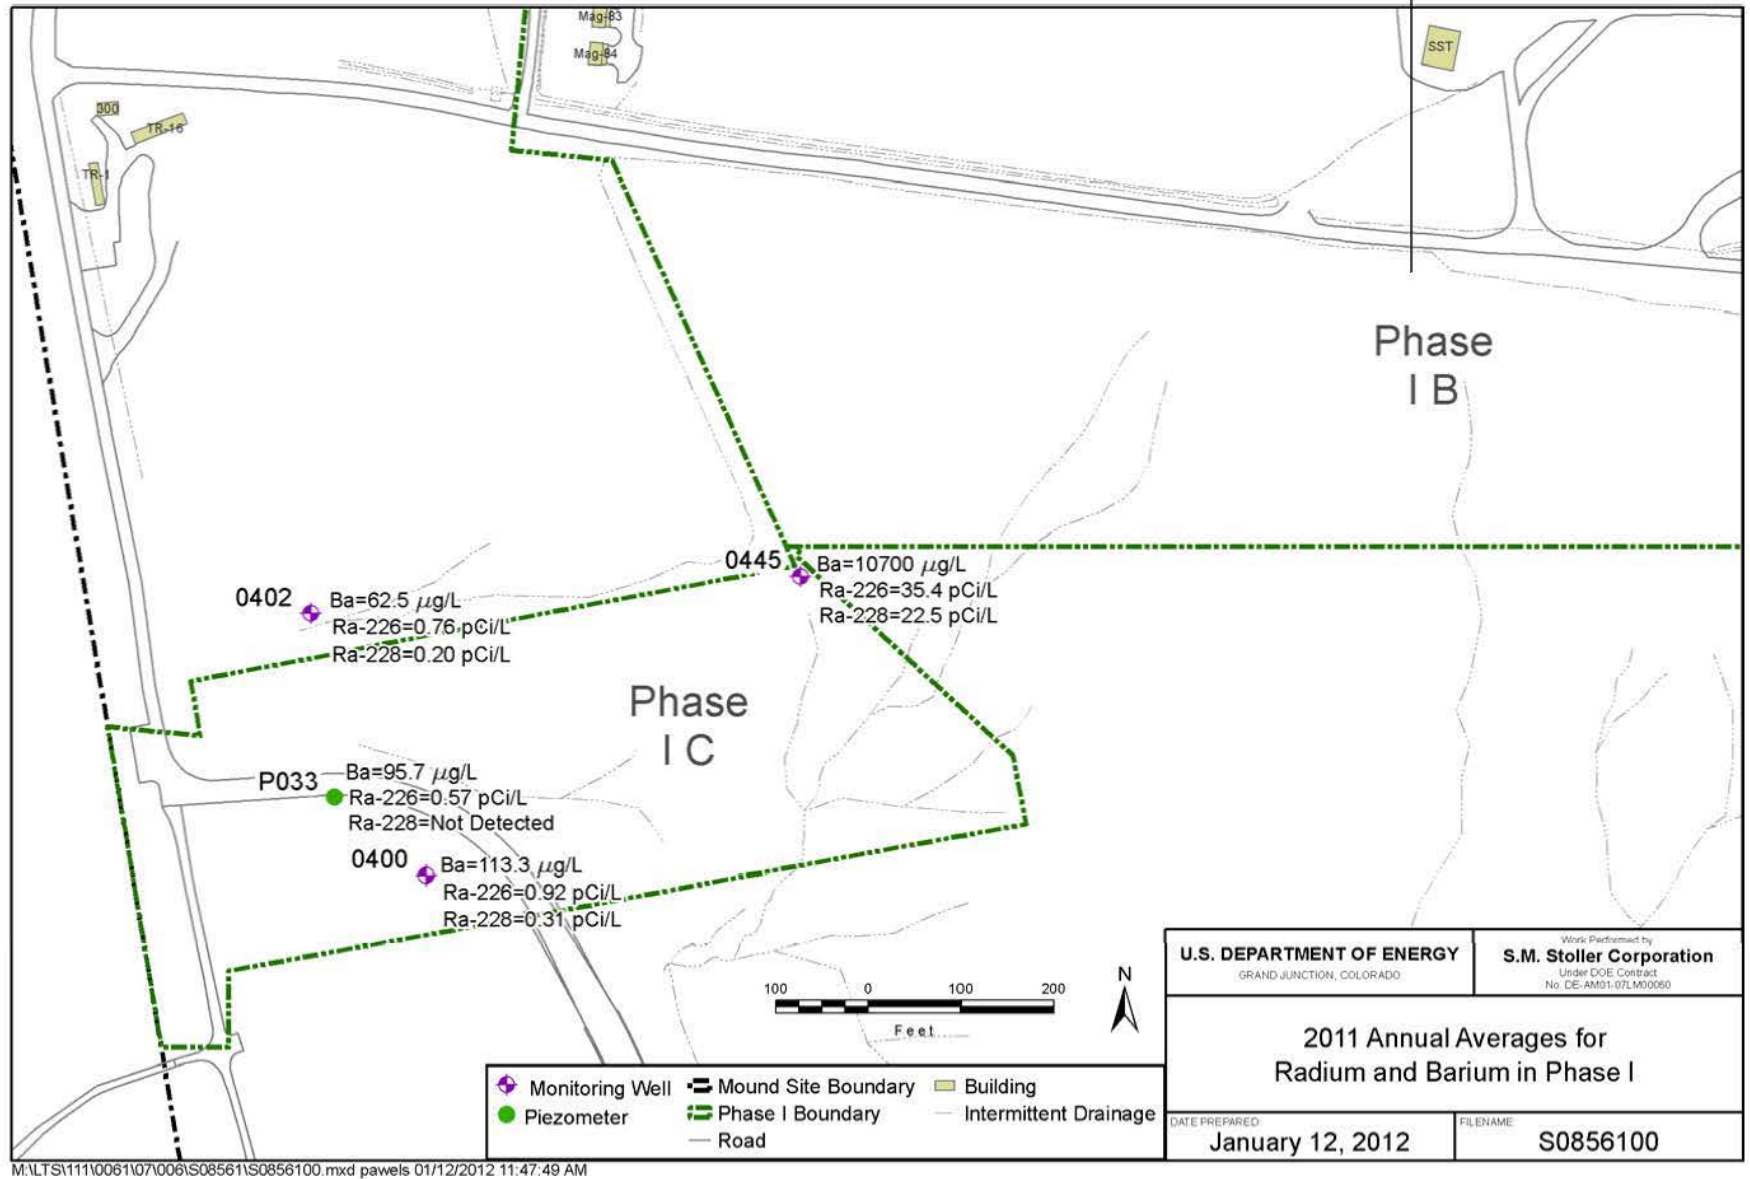 Mag-83
Mag-84
SST
300
TR-16
TR-1
Phase
I B
0445
Ba=10700 µg/L
Ra-226=35.4 pCi/L
Ra-228=22.5 pCi/L
0402
Ba=62.5 µg/L
Ra-226=0.76 pCi/L
Ra-228=0.20 pCi/L
Phase
I C
P033
Ba=95.7 µg/L
Ra-226=0.57 pCi/L
Ra-228=Not Detected
0400
Ba=113.3 µg/L
Ra-226=0.92 pCi/L
Ra-228=0.31 pCi/L
100 0 100 200
Feet
N
Monitoring Well
Piezometer
Mound Site Boundary
Phase I Boundary
Road
Building
Intermittent Drainage
U.S. DEPARTMENT OF ENERGY
GRAND JUNCTION, COLORADO
Work Performed by
S.M. Stoller Corporation
Under DOE Contract
No. DE-AM01-07LM00060
2011 Annual Averages for
Radium and Barium in Phase I
DATE PREPARED:
January 12, 2012
FILENAME:
S0856100
M:\LTS\111\0061\07\006\S08561\S0856100.mxd pawels 01/12/2012 11:47:49 AM